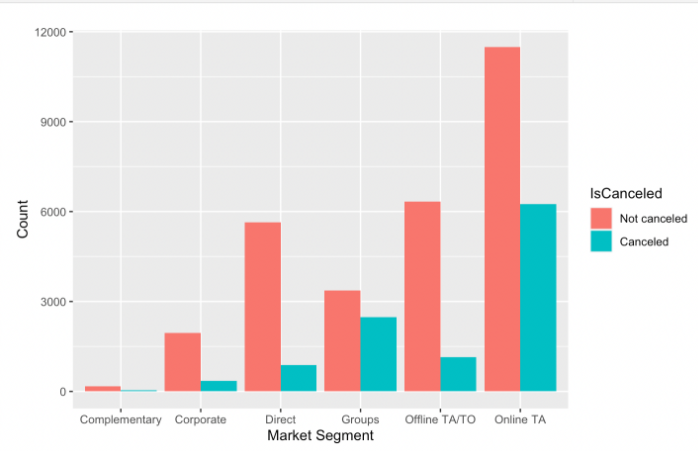 12000
9000
6000
3000
0
Count
Complementary Corporate Direct Groups Offline TA/TO Online TA
Market Segment
IsCanceled
Not canceled
Canceled